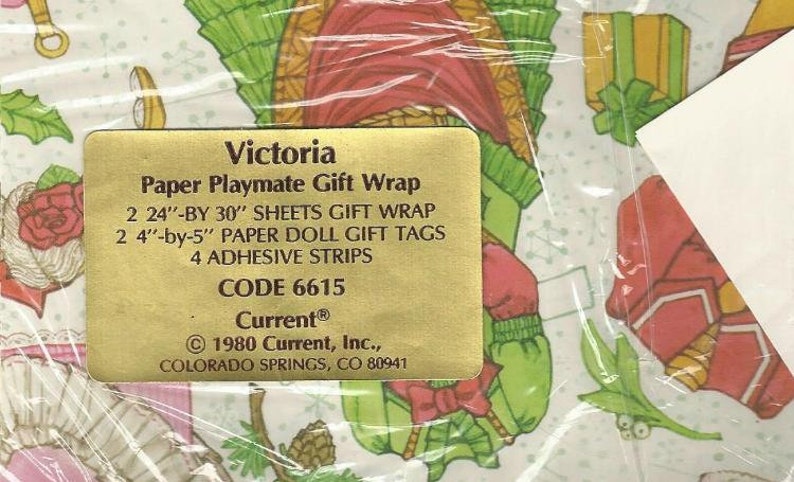 Victoria
Paper Playmate Gift Wrap
2 24"-BY 30" SHEETS GIFT WRAP
2 4"-by-5" PAPER DOLL GIFT TAGS
4 ADHESIVE STRIPS
CODE 6615
Current®
© 1980 Current, Inc.,
COLORADO SPRINGS, CO 80941